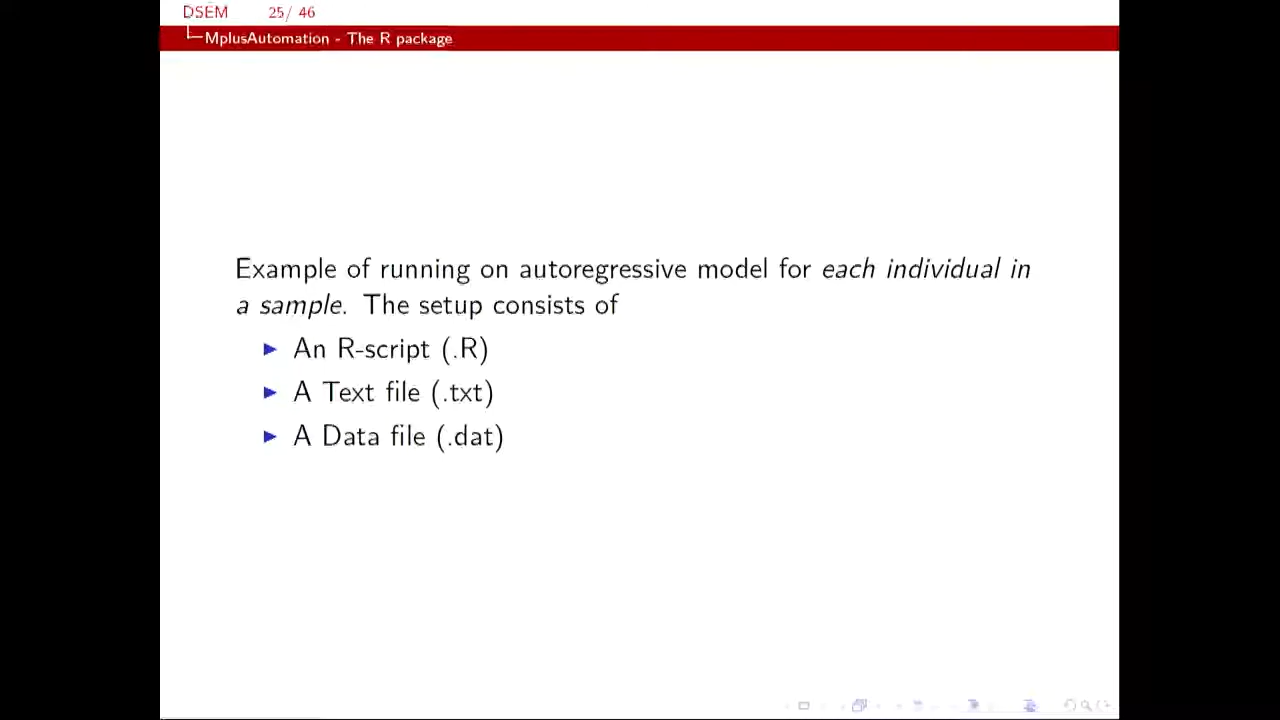 DSEM 25/ 46
MplusAutomation - The R package
Example of running on autoregressive model for each individual in
a sample. The setup consists of
An R-script (.R)
A Text file (.txt)
A Data file (.dat)